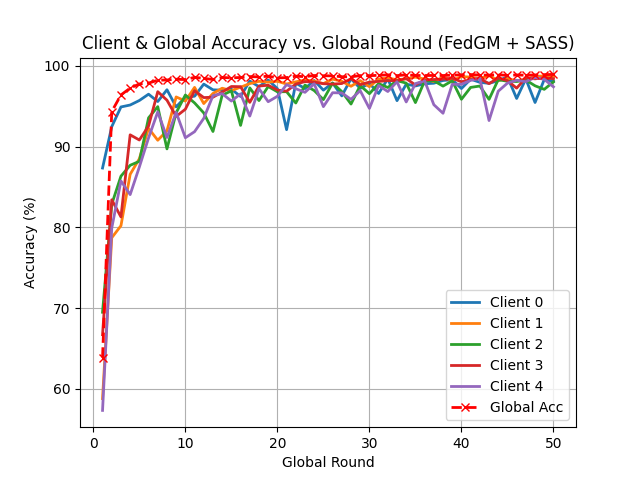 Client & Global Accuracy vs. Global Round (FedGM + SASS)
100
90
80
70
60
Accuracy (%)
0
10
20
30
40
50
Global Round
Client 0
Client 1
Client 2
Client 3
Client 4
Global Acc